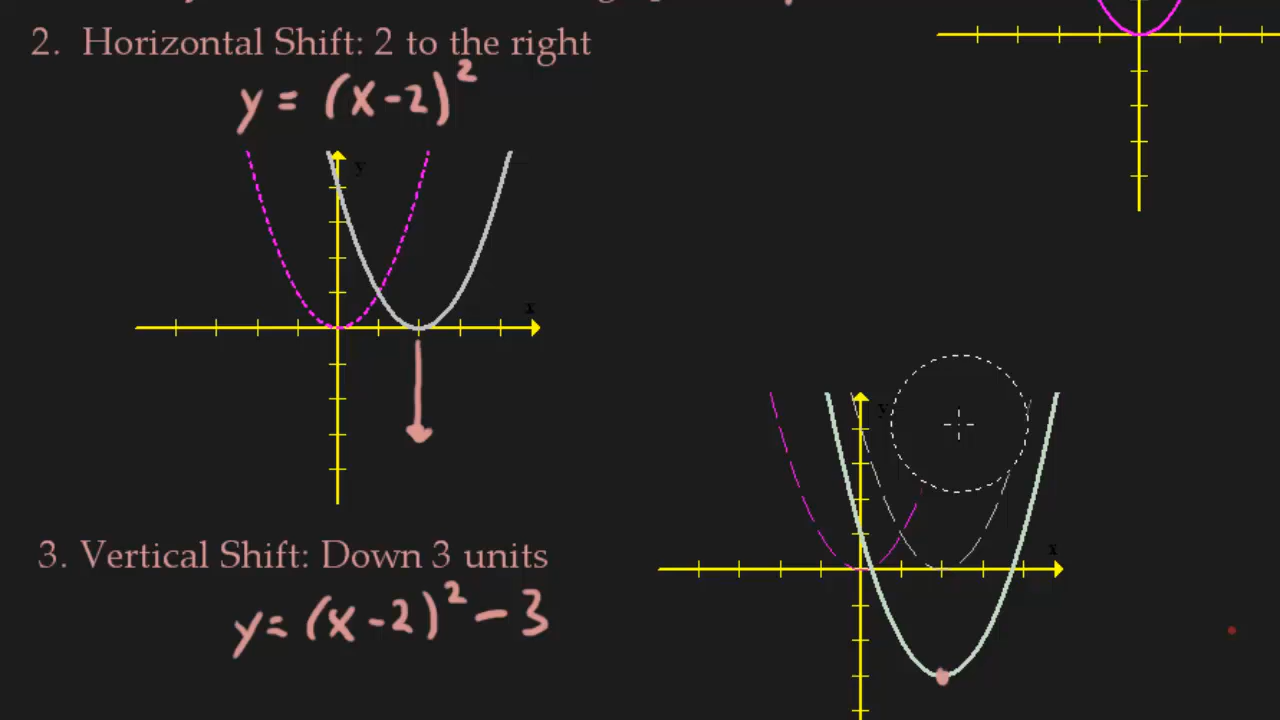 2. Horizontal Shift: 2 to the right
y = (x-2)²
y
x
y
x
3. Vertical Shift: Down 3 units
y = (x-2)² - 3